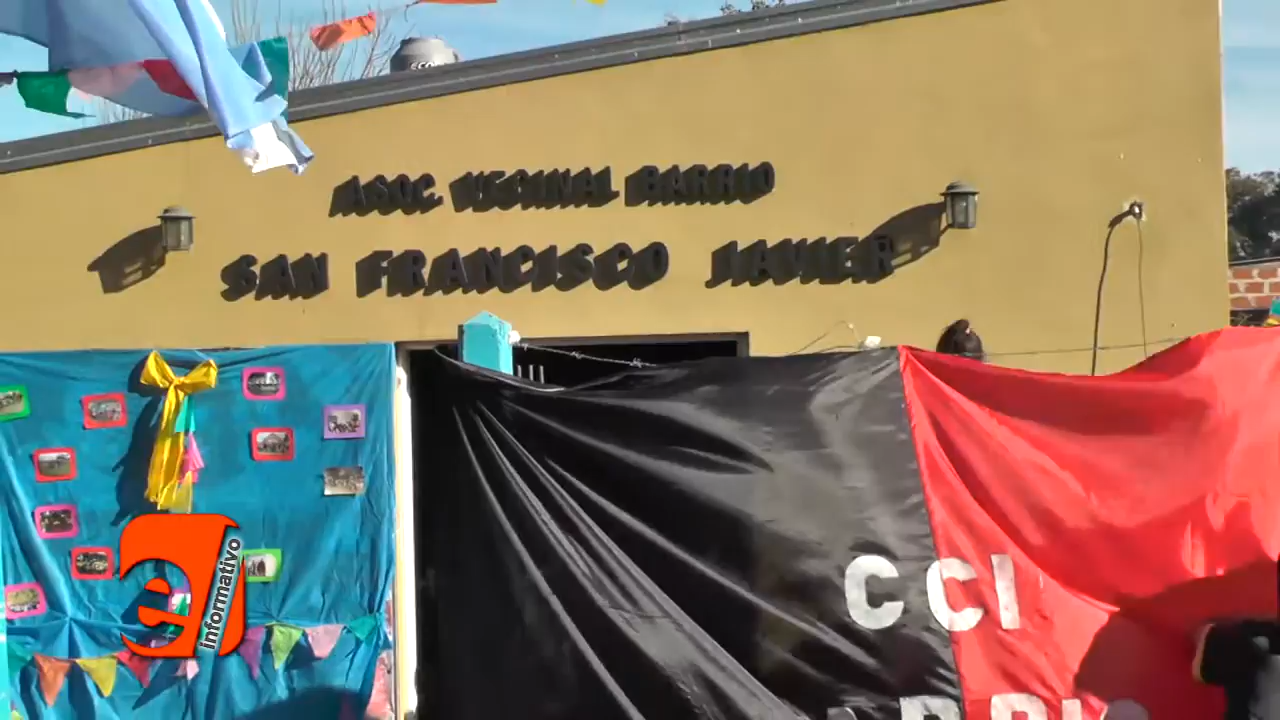 ASOC. VECINAL BARRIO
SAN FRANCISCO JAVIER
CCI
informativo